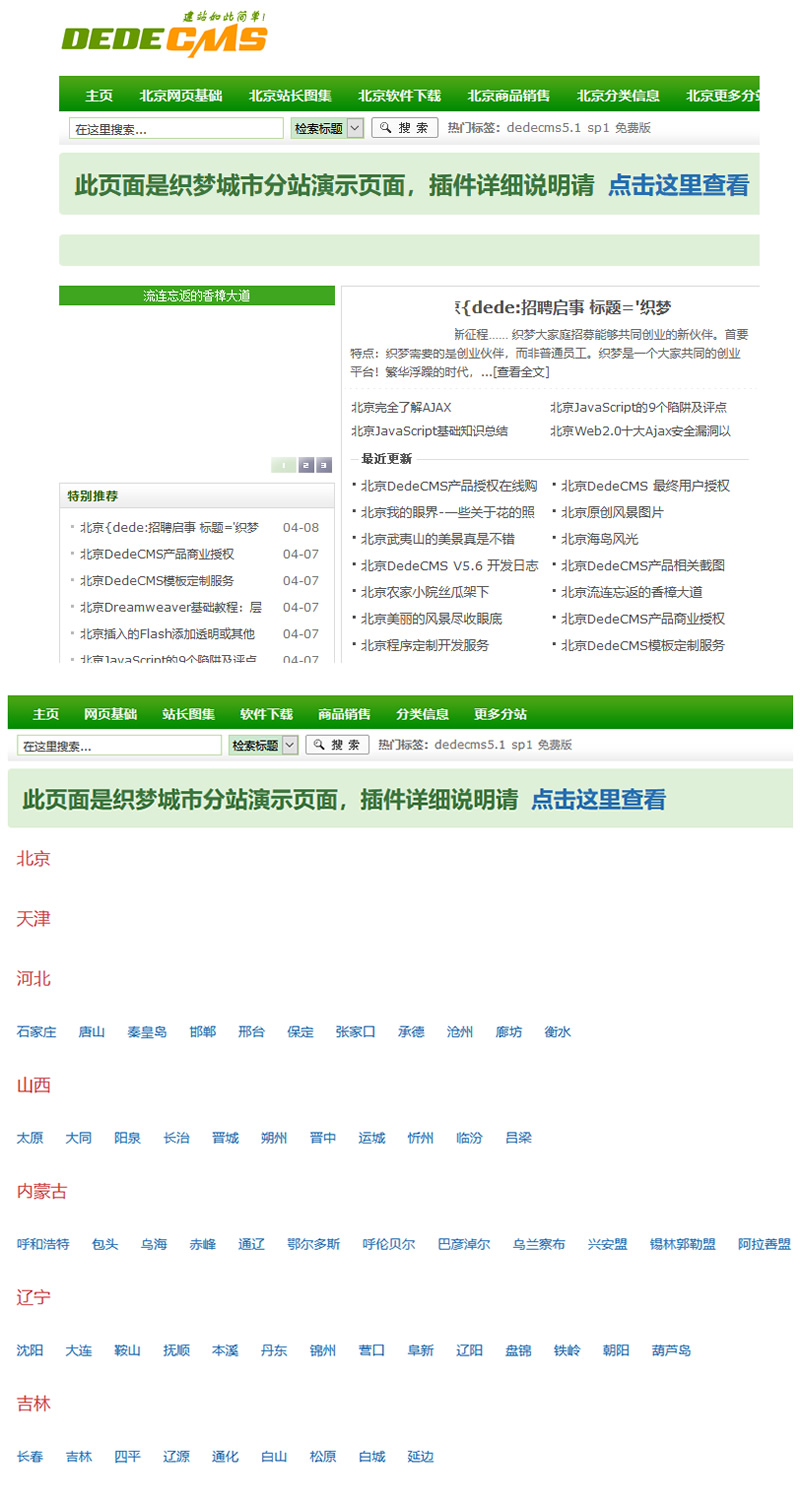 建站如此简单!
DEDECMS
主页 北京网页基础 北京站长图集 北京软件下载 北京商品销售 北京分类信息 北京更多分站
在这里搜索... 检索标题 搜 索 热门标签: dedecms5.1 sp1 免费版
此页面是织梦城市分站演示页面，插件详细说明请 点击这里查看
流连忘返的香樟大道
1 2 3
特别推荐
北京{dede:招聘启事 标题='织梦 04-08
北京DedeCMS产品商业授权 04-07
北京DedeCMS模板定制服务 04-07
北京Dreamweaver基础教程：层 04-07
北京插入的Flash添加透明或其他 04-07
北京JavaScript的9个陷阱及评点 04-07
{dede:招聘启事 标题='织梦
新征程…… 织梦大家庭招募能够共同创业的新伙伴。首要
特点：织梦需要的是创业伙伴，而非普通员工。织梦是一个大家共同的创业
平台！繁华浮躁的时代，...[查看全文]
北京完全了解AJAX 北京JavaScript的9个陷阱及评点
北京JavaScript基础知识总结 北京Web2.0十大Ajax安全漏洞以
最近更新
北京DedeCMS产品授权在线购 北京DedeCMS 最终用户授权
北京我的眼界-—些关于花的照 北京原创风景图片
北京武夷山的美景真是不错 北京海岛风光
北京DedeCMS V5.6 开发日志 北京DedeCMS产品相关截图
北京农家小院丝瓜架下 北京流连忘返的香樟大道
北京美丽的风景尽收眼底 北京DedeCMS产品商业授权
北京程序定制开发服务 北京DedeCMS模板定制服务
主页 网页基础 站长图集 软件下载 商品销售 分类信息 更多分站
在这里搜索... 检索标题 搜 索 热门标签: dedecms5.1 sp1 免费版
此页面是织梦城市分站演示页面，插件详细说明请 点击这里查看
北京
天津
河北
石家庄 唐山 秦皇岛 邯郸 邢台 保定 张家口 承德 沧州 廊坊 衡水
山西
太原 大同 阳泉 长治 晋城 朔州 晋中 运城 忻州 临汾 吕梁
内蒙古
呼和浩特 包头 乌海 赤峰 通辽 鄂尔多斯 呼伦贝尔 巴彦淖尔 乌兰察布 兴安盟 锡林郭勒盟 阿拉善盟
辽宁
沈阳 大连 鞍山 抚顺 本溪 丹东 锦州 营口 阜新 辽阳 盘锦 铁岭 朝阳 葫芦岛
吉林
长春 吉林 四平 辽源 通化 白山 松原 白城 延边